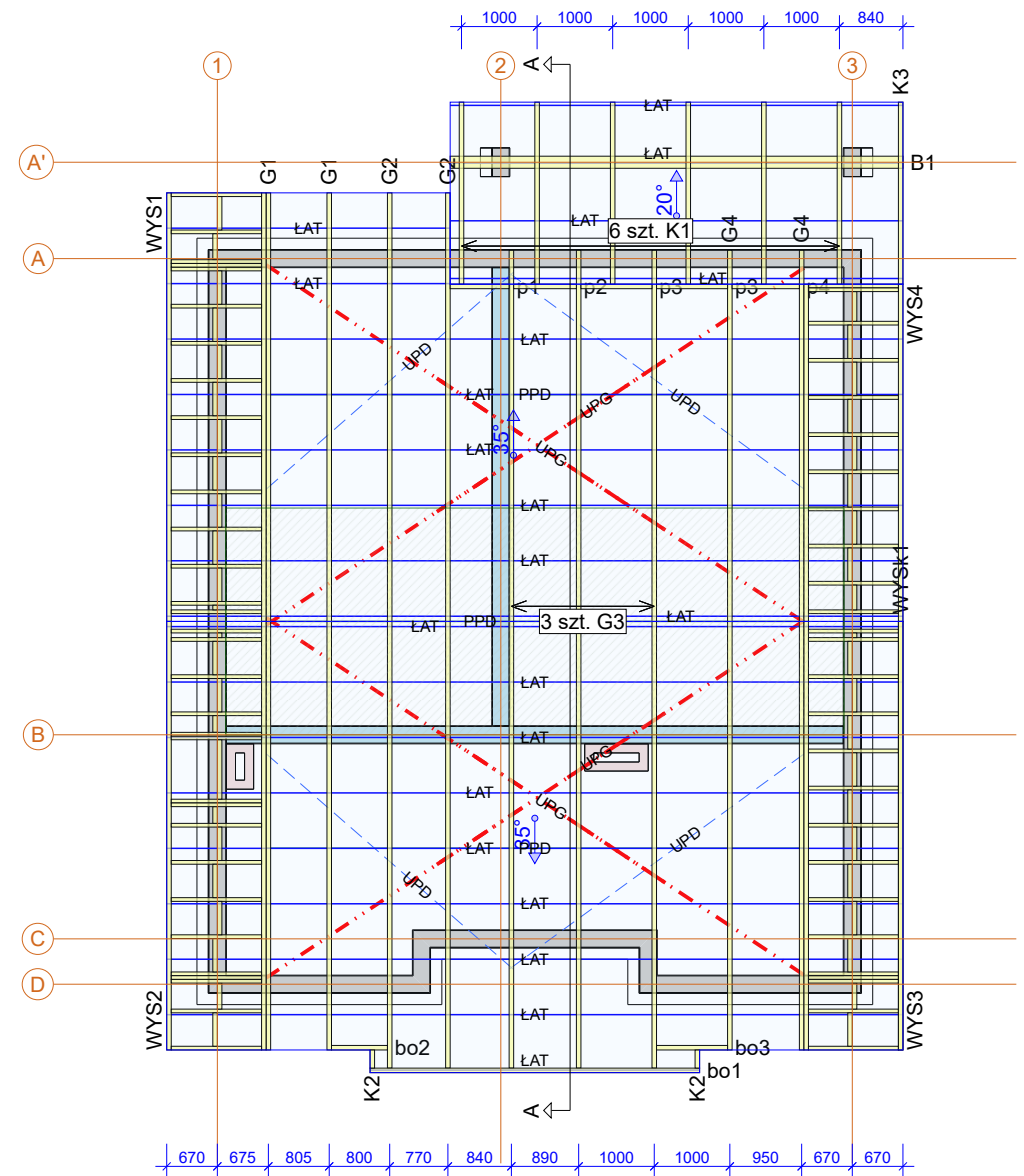 1000 1000 1000 1000 1000 840
1 2 A 3
K3
ŁAT
A' ŁAT B1
G1 G1 G2 G2
20°
WYS1 ŁAT ŁAT G4 G4
6 szt. K1
A
ŁAT ŁAT
p1 p2 p3 p3 p4
WYS4
ŁAT
UPD
ŁAT PPD UPG UPD
35°
ŁAT UPG
ŁAT
ŁAT
WYSk1
3 szt. G3
ŁAT PPD ŁAT
ŁAT
B ŁAT
UPG
ŁAT UPG
35°
ŁAT PPD UPD
UPD
ŁAT
C
ŁAT
D
WYS2 ŁAT WYS3
bo2 bo3
ŁAT bo1
K2 K2
A
670 675 805 800 770 840 890 1000 1000 950 670 670